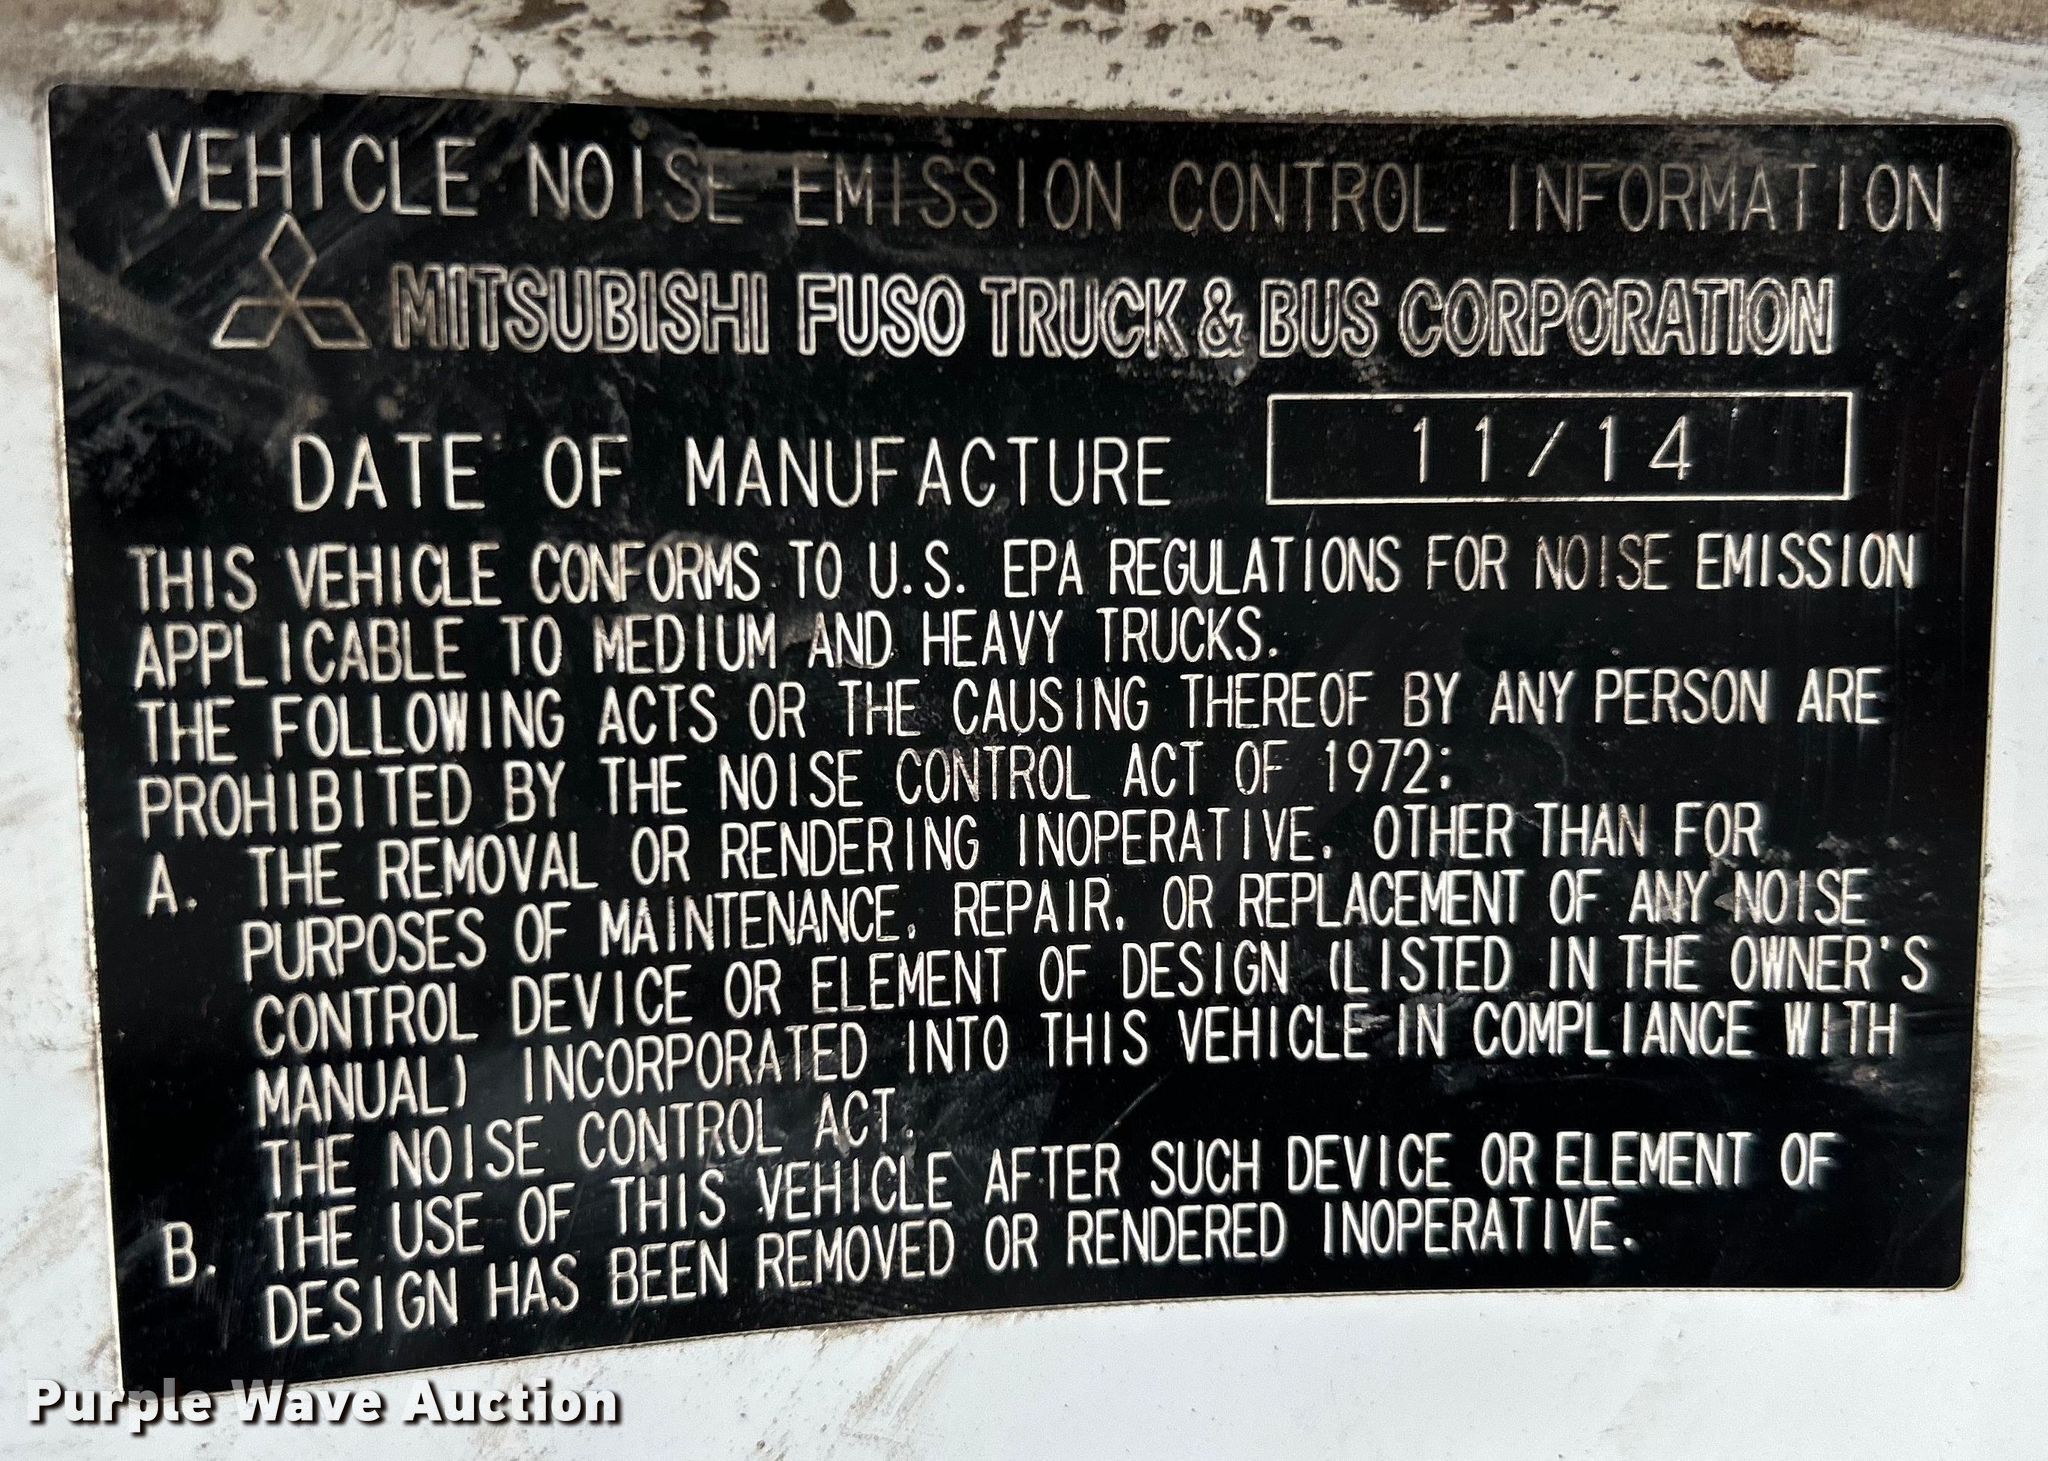 VEHICLE NOISE EMISSION CONTROL INFORMATION
MITSUBISHI FUSO TRUCK & BUS CORPORATION
DATE OF MANUFACTURE 11/14
THIS VEHICLE CONFORMS TO U.S. EPA REGULATIONS FOR NOISE EMISSION
APPLICABLE TO MEDIUM AND HEAVY TRUCKS.
THE FOLLOWING ACTS OR THE CAUSING THEREOF BY ANY PERSON ARE
PROHIBITED BY THE NOISE CONTROL ACT OF 1972:
A. THE REMOVAL OR RENDERING INOPERATIVE, OTHER THAN FOR
PURPOSES OF MAINTENANCE, REPAIR, OR REPLACEMENT OF ANY NOISE
CONTROL DEVICE OR ELEMENT OF DESIGN (LISTED IN THE OWNER'S
MANUAL) INCORPORATED INTO THIS VEHICLE IN COMPLIANCE WITH
THE NOISE CONTROL ACT.
B. THE USE OF THIS VEHICLE AFTER SUCH DEVICE OR ELEMENT OF
DESIGN HAS BEEN REMOVED OR RENDERED INOPERATIVE.
Purple Wave Auction